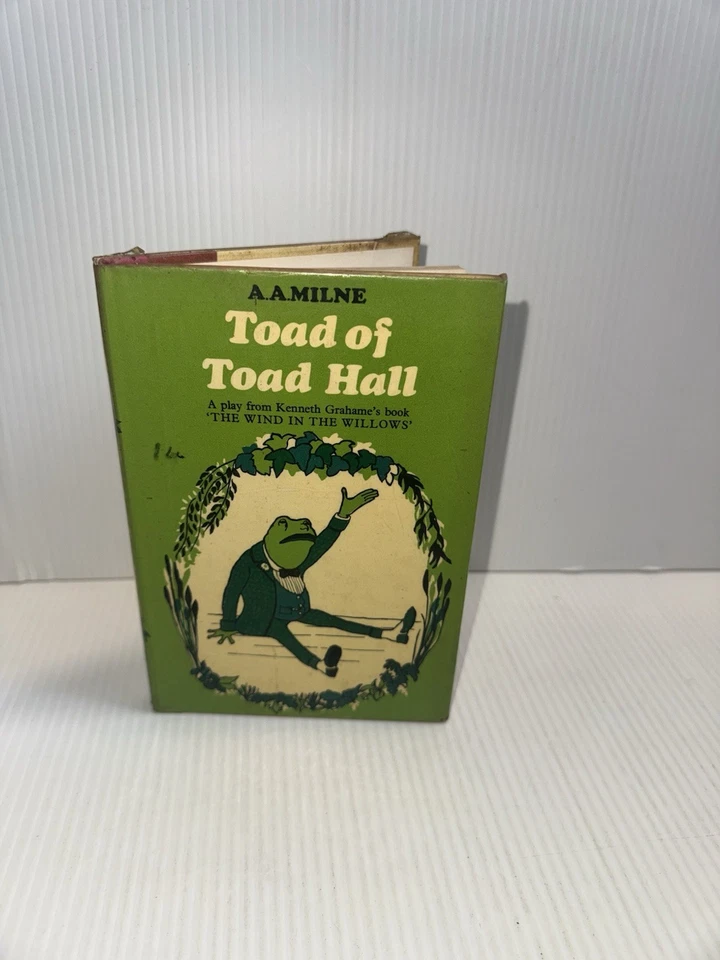 A.A.MILNE
Toad of
Toad Hall
A play from Kenneth Grahame's book
'THE WIND IN THE WILLOWS'